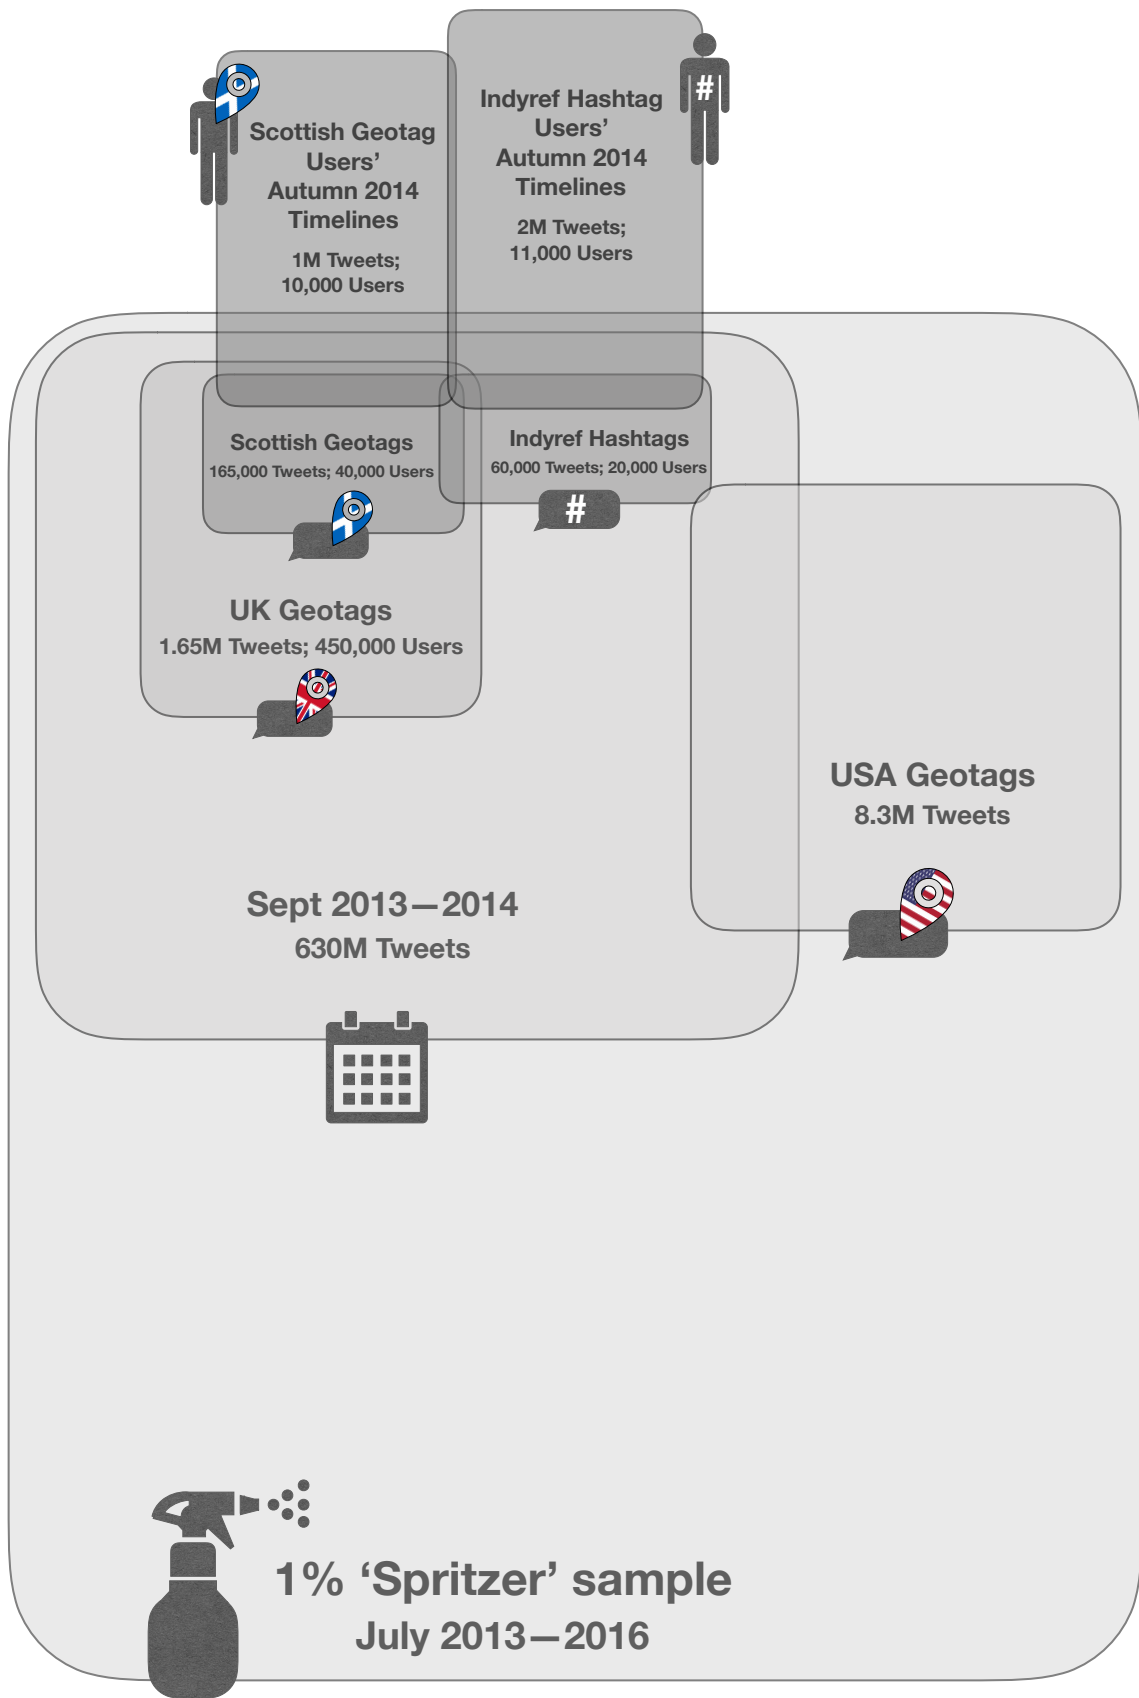 Scottish Geotag
Users’
Autumn 2014
Timelines
1M Tweets;
10,000 Users
Indyref Hashtag
Users’
Autumn 2014
Timelines
2M Tweets;
11,000 Users
#
Scottish Geotags
165,000 Tweets; 40,000 Users
Indyref Hashtags
60,000 Tweets; 20,000 Users
#
UK Geotags
1.65M Tweets; 450,000 Users
USA Geotags
8.3M Tweets
Sept 2013—2014
630M Tweets
1% ‘Spritzer’ sample
July 2013—2016